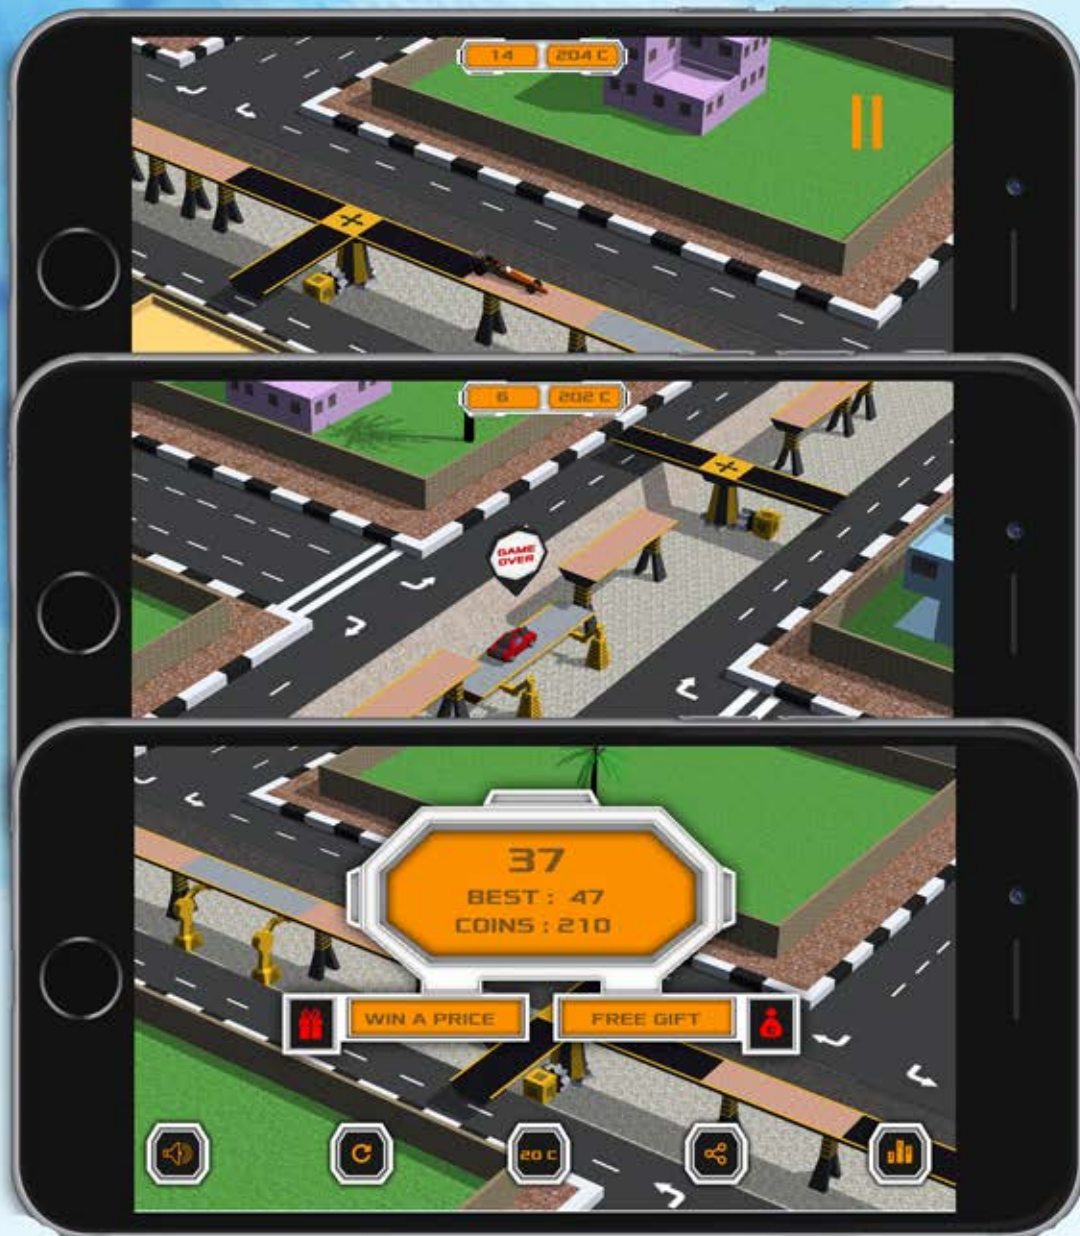 14 204 C
6 202 C
GAME
OVER
37
BEST : 47
COINS : 210
WIN A PRICE FREE GIFT
20 C